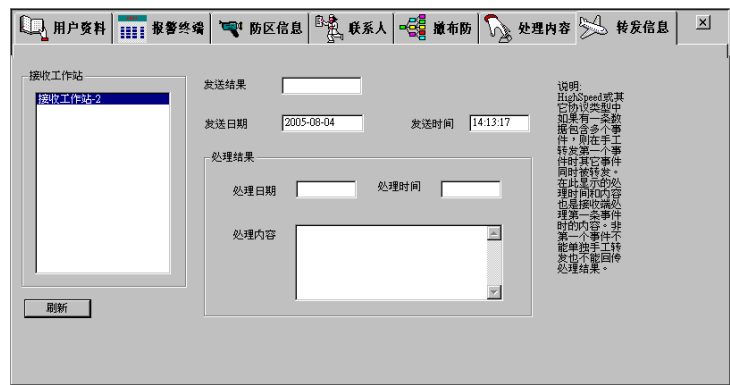 用户资料 报警终端 防区信息 联系人 撤布防 处理内容 转发信息
接收工作站
接收工作站-2
刷新
发送结果
发送日期 2005-08-04 发送时间 14:13:17
处理结果
处理日期 处理时间
处理内容
说明:
HighSpeed或其
它协议类型中
如果有一条数
据包含多个事
件，则在手工
转发第一个事
件时其它事件
同时被转发。
在此显示的处
理时间和内容
也是接收端处
理第一条事件
时的内容。非
第一个事件不
能单独手工转
发也不能回传
处理结果。